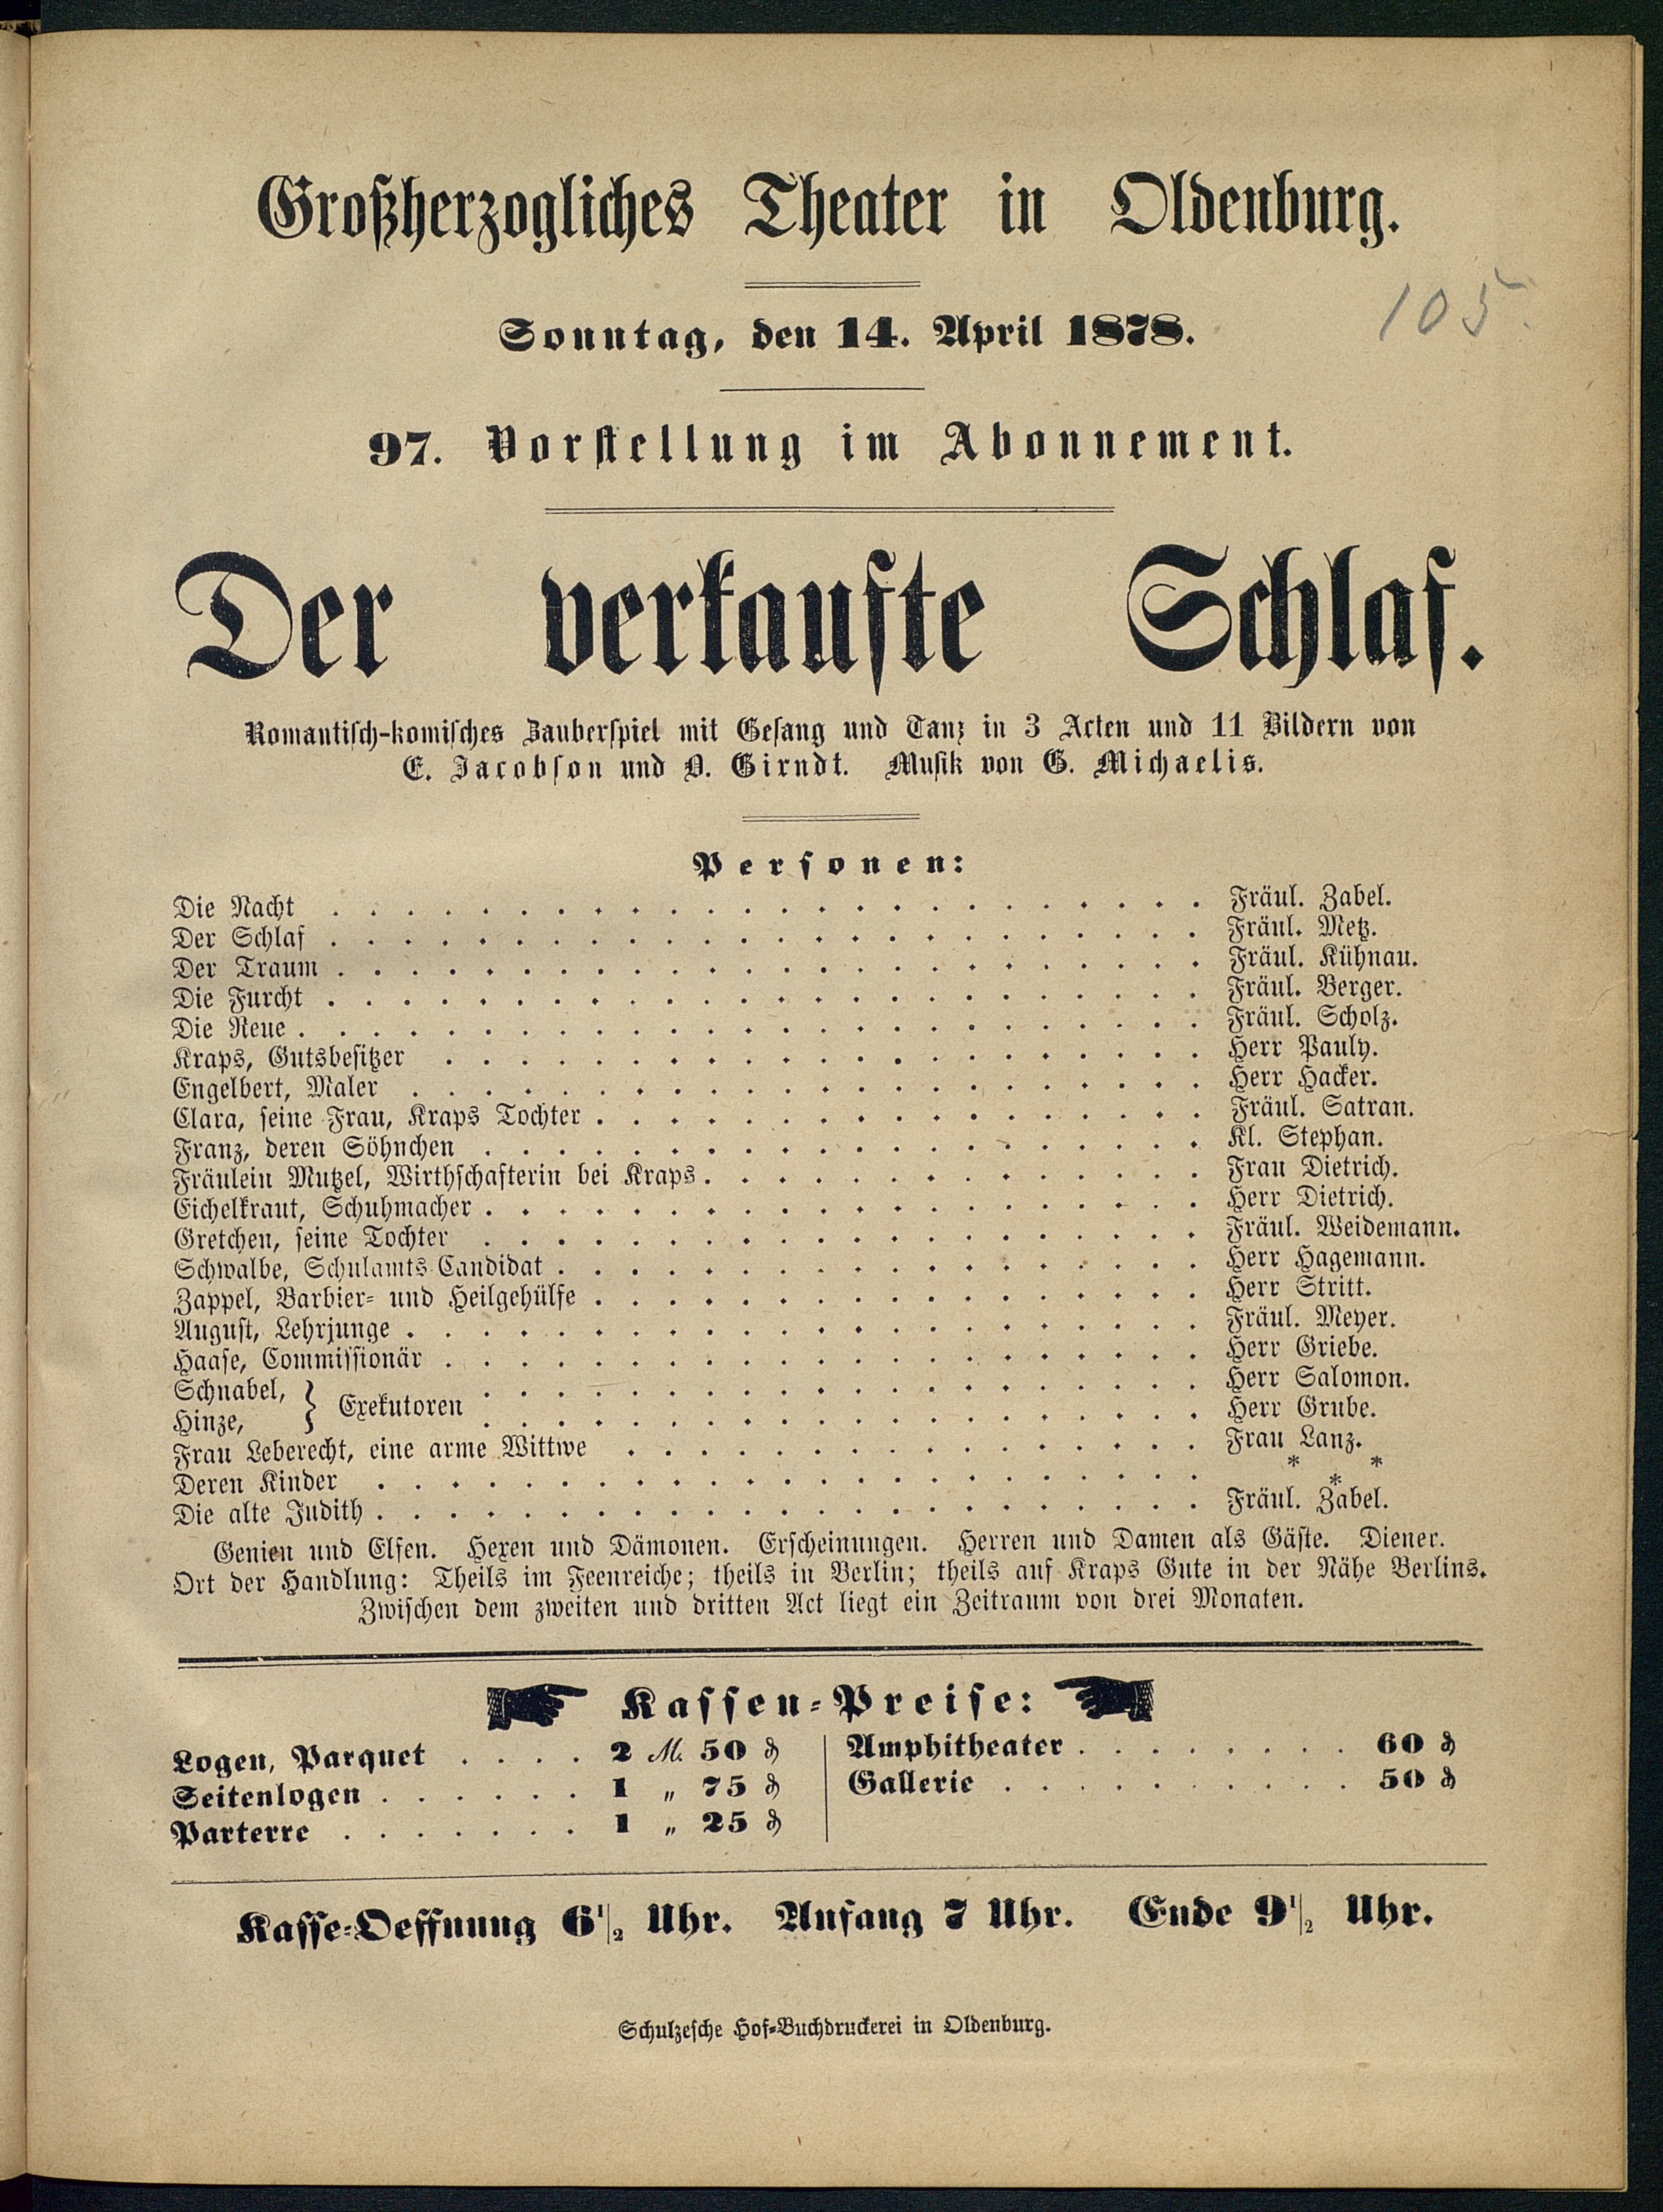 Großherzogliches Theater in Oldenburg.
105.
Sonntag, den 14. April 1878.
97. Vorstellung im Abonnement.
Der verkaufte Schlaf.
Romantisch-komisches Zauberspiel mit Gesang und Tanz in 3 Acten und 11 Bildern von
E. Jacobson und O. Girndt. Musik von G. Michaelis.
Personen:
Die Nacht . . . . . Fräul. Zabel.
Der Schlaf . . . . . Fräul. Metz.
Der Traum . . . . . Fräul. Kühnau.
Die Furcht . . . . . Fräul. Berger.
Die Reue . . . . . Fräul. Scholz.
Kraps, Gutsbesitzer . . . . . Herr Pauly.
Engelbert, Maler . . . . . Herr Hacker.
Clara, seine Frau, Kraps Tochter . . . . . Fräul. Satran.
Franz, deren Söhnchen . . . . . Kl. Stephan.
Fräulein Mutzel, Wirthschafterin bei Kraps . . . . . Frau Dietrich.
Eichelkraut, Schuhmacher . . . . . Herr Dietrich.
Gretchen, seine Tochter . . . . . Fräul. Weidemann.
Schwalbe, Schulamts-Candidat . . . . . Herr Hagemann.
Zappel, Barbier- und Heilgehülfe . . . . . Herr Stritt.
August, Lehrjunge . . . . . Fräul. Meyer.
Haase, Commissionär . . . . . Herr Griebe.
Schnabel, } Exekutoren . . . . . Herr Salomon.
Hinze, } . . . . . Herr Grube.
Frau Leberecht, eine arme Wittwe . . . . . Frau Lanz.
Deren Kinder . . . . . * * *
Die alte Judith . . . . . Fräul. Zabel.
Genien und Elfen. Hexen und Dämonen. Erscheinungen. Herren und Damen als Gäste. Diener.
Ort der Handlung: Theils im Feenreiche; theils in Berlin; theils auf Kraps Gute in der Nähe Berlins.
Zwischen dem zweiten und dritten Act liegt ein Zeitraum von drei Monaten.
Kassen-Preise:
Logen, Parquet . . . . 2 M. 50 ₰
Seitenlogen . . . . . . 1 „ 75 ₰
Parterre . . . . . . . 1 „ 25 ₰
Amphitheater . . . . . . . . 60 ₰
Gallerie . . . . . . . . . . 50 ₰
Kasse-Oeffnung 6 1/2 Uhr. Anfang 7 Uhr. Ende 9 1/2 Uhr.
Schulzesche Hof-Buchdruckerei in Oldenburg.